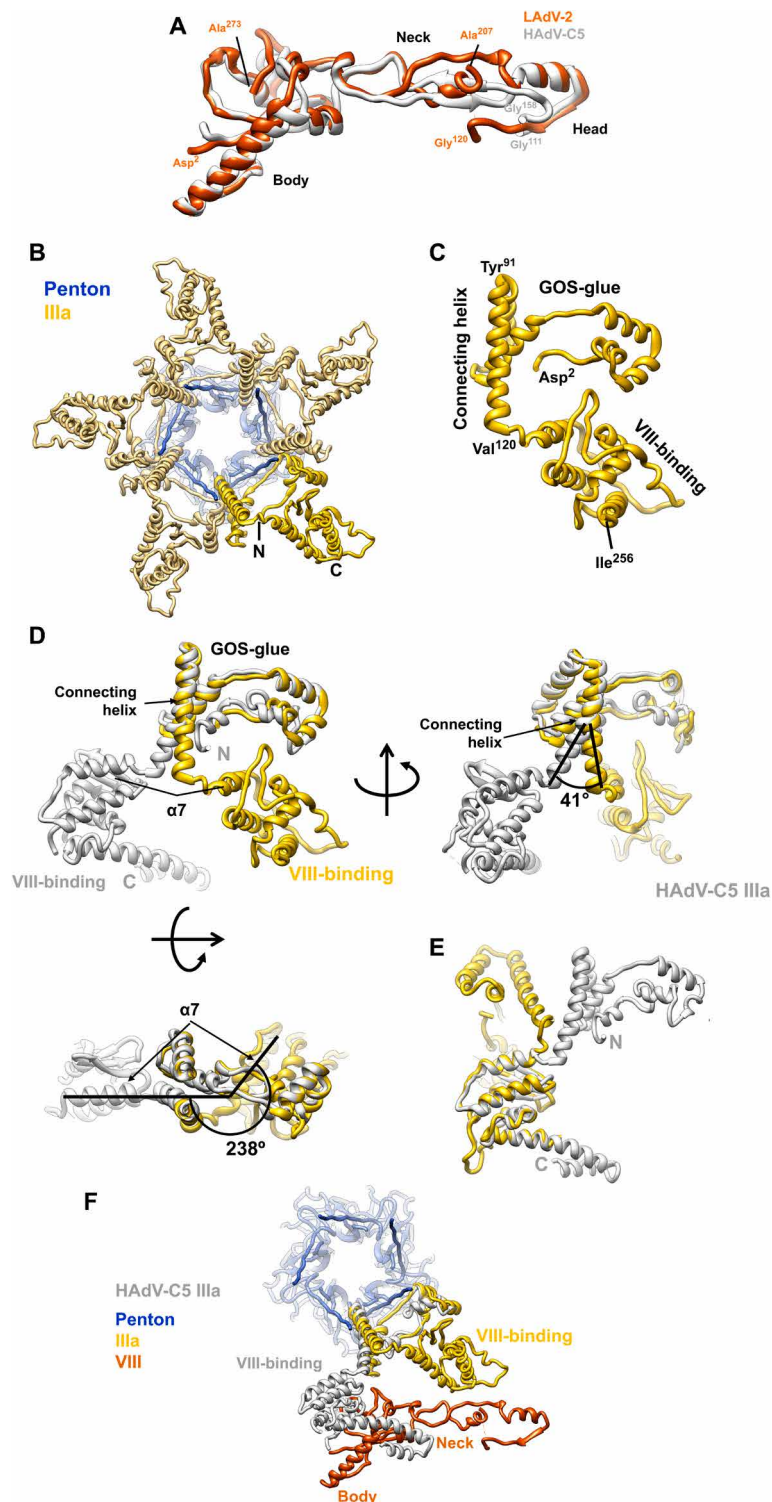 A
LAdV-2
HAdV-C5
Ala273
Neck
Ala207
Gly158
Head
Gly120
Gly111
Asp2
Body
B
Penton
IIIa
N
C
C
Tyr91
GOS-glue
Connecting helix
Asp2
Val120
VIII-binding
Ile256
D
GOS-glue
Connecting
helix
N
α7
VIII-binding
C
VIII-binding
Connecting
helix
41º
HAdV-C5 IIIa
α7
238º
E
N
C
F
HAdV-C5 IIIa
Penton
IIIa
VIII
VIII-binding
VIII-binding
Neck
Body